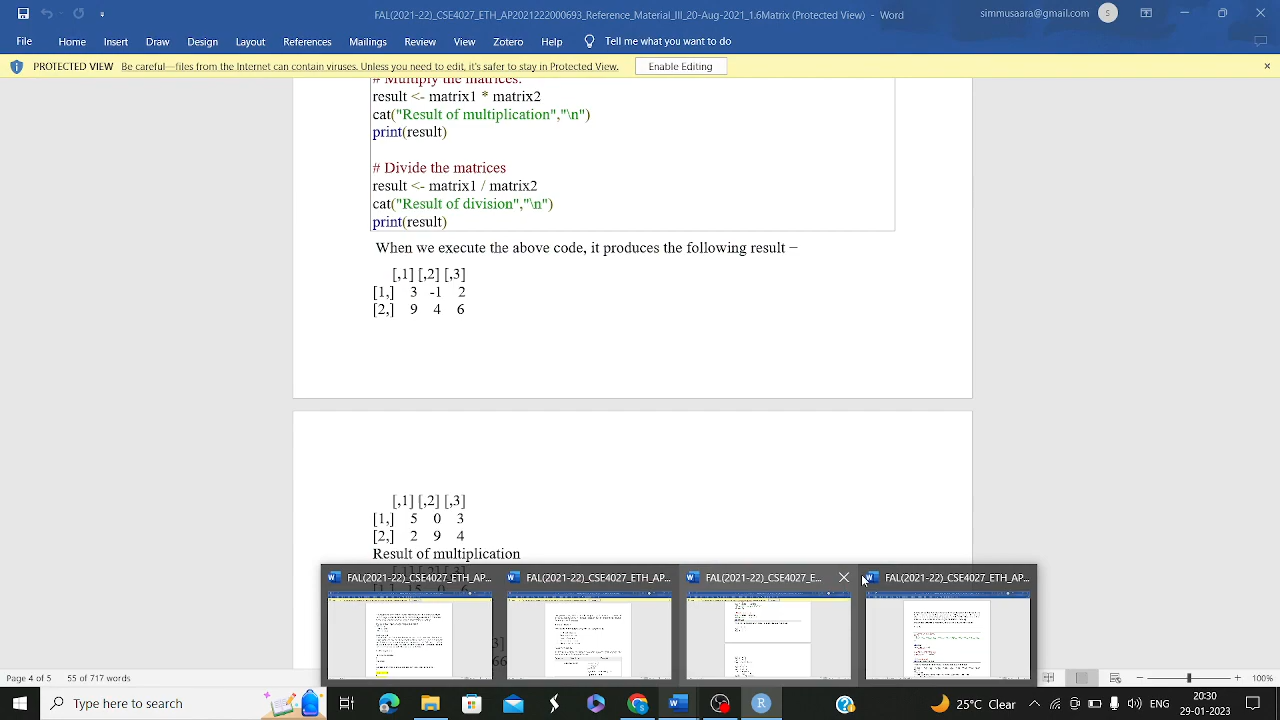 FAL(2021-22)_CSE4027_ETH_AP2021222000693_Reference_Material_III_20-Aug-2021_1.6Matrix (Protected View) - Word
simmusaara@gmail.com
S
File Home Insert Draw Design Layout References Mailings Review View Zotero Help Tell me what you want to do
PROTECTED VIEW Be careful—files from the Internet can contain viruses. Unless you need to edit, it's safer to stay in Protected View. Enable Editing
# Multiply the matrices.
result <- matrix1 * matrix2
cat("Result of multiplication","\n")
print(result)
# Divide the matrices
result <- matrix1 / matrix2
cat("Result of division","\n")
print(result)
When we execute the above code, it produces the following result −
[,1] [,2] [,3]
[1,] 3 -1 2
[2,] 9 4 6
[,1] [,2] [,3]
[1,] 5 0 3
[2,] 2 9 4
Result of multiplication
FAL(2021-22)_CSE4027_ETH_AP... FAL(2021-22)_CSE4027_ETH_AP... FAL(2021-22)_CSE4027_E... FAL(2021-22)_CSE4027_ETH_AP...
Page 4 of 5 55 of 717 words
100%
Type here to search
25°C Clear
ENG
20:30
29-01-2023